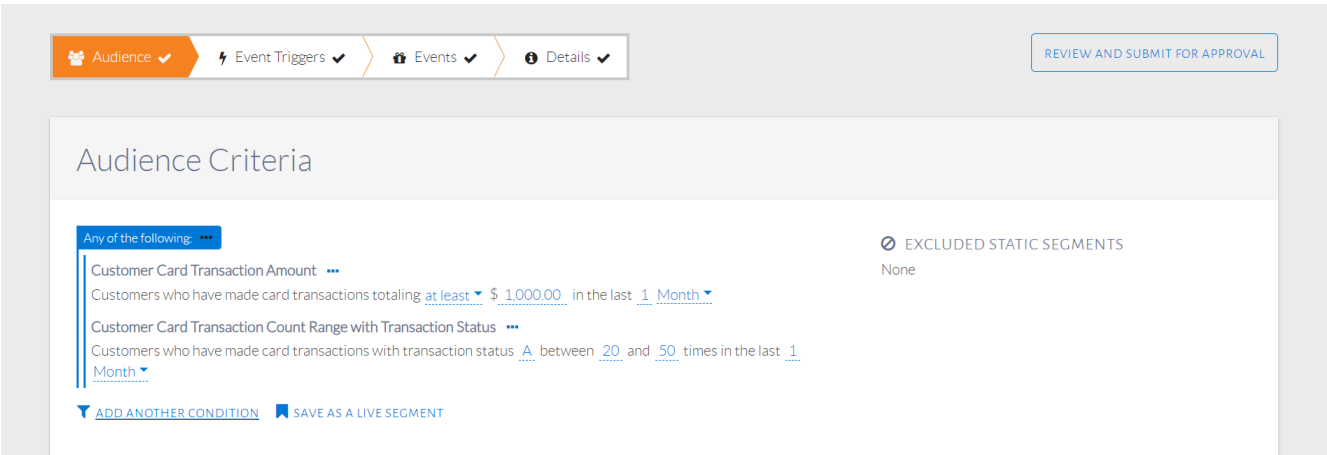 Audience
Event Triggers
Events
Details
REVIEW AND SUBMIT FOR APPROVAL
Audience Criteria
Any of the following: •••
Customer Card Transaction Amount •••
Customers who have made card transactions totaling at least $ 1,000.00 in the last 1 Month
Customer Card Transaction Count Range with Transaction Status •••
Customers who have made card transactions with transaction status A between 20 and 50 times in the last 1
Month
ADD ANOTHER CONDITION SAVE AS A LIVE SEGMENT
EXCLUDED STATIC SEGMENTS
None